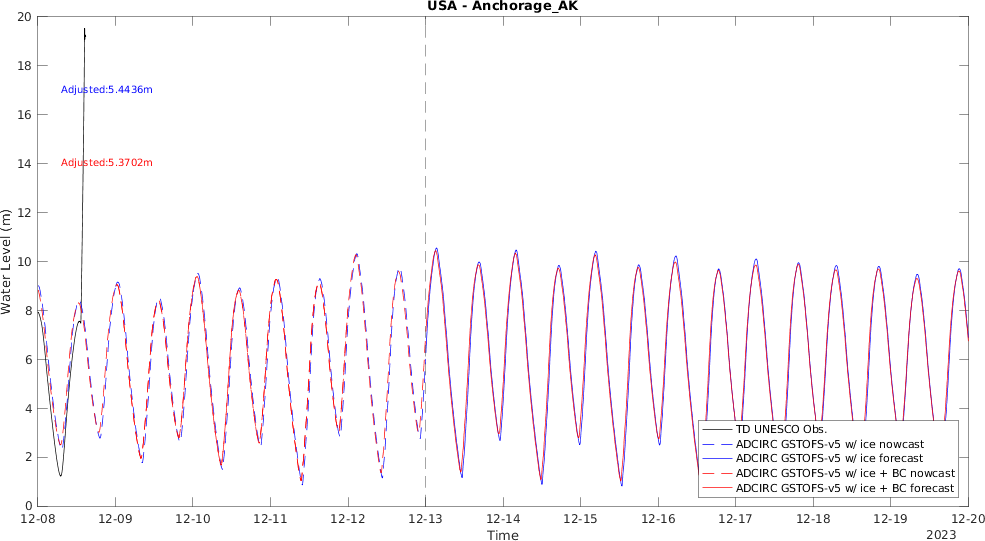 USA - Anchorage_AK
20
18
16
14
12
10
8
6
4
2
0
Water Level (m)
Adjusted:5.4436m
Adjusted:5.3702m
TD UNESCO Obs.
ADCIRC GSTOFS-v5 w/ ice nowcast
ADCIRC GSTOFS-v5 w/ ice forecast
ADCIRC GSTOFS-v5 w/ ice + BC nowcast
ADCIRC GSTOFS-v5 w/ ice + BC forecast
12-08 12-09 12-10 12-11 12-12 12-13 12-14 12-15 12-16 12-17 12-18 12-19 12-20
Time
2023